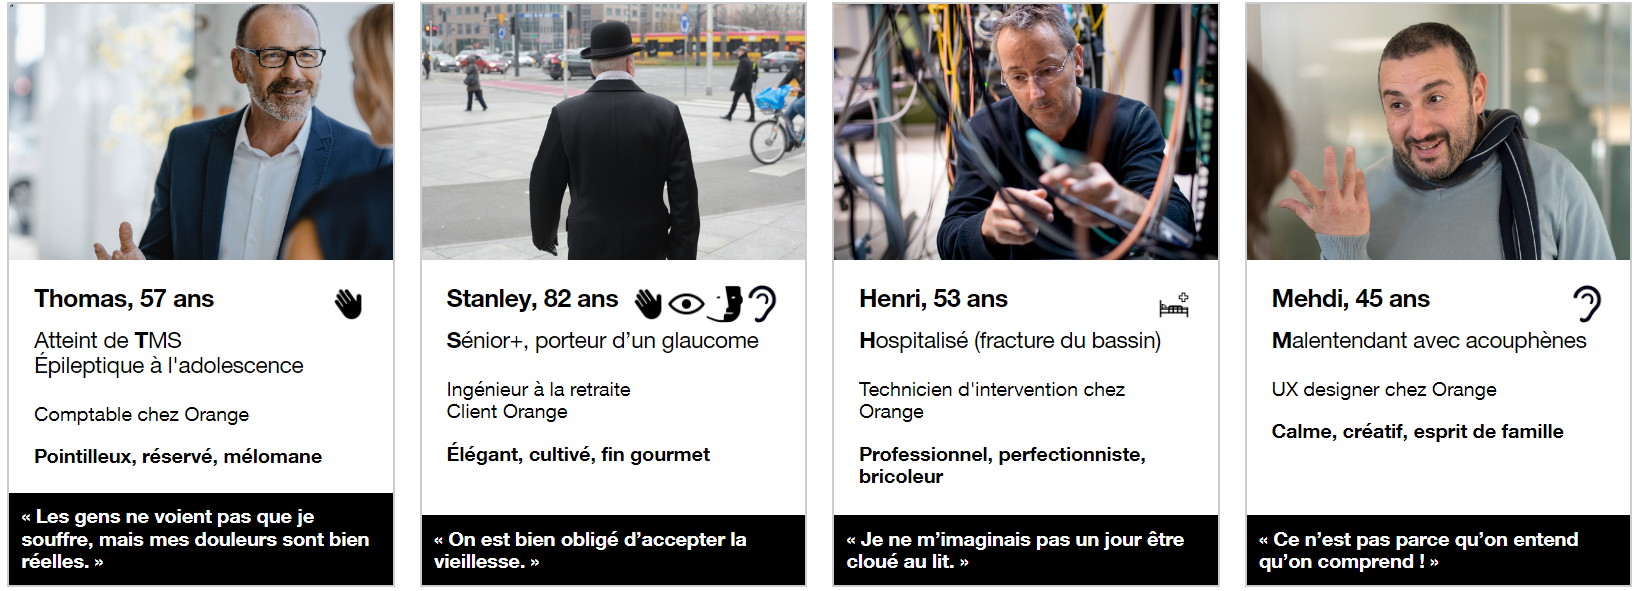 Thomas, 57 ans
Atteint de TMS
Épileptique à l'adolescence
Comptable chez Orange
Pointilleux, réservé, mélomane
« Les gens ne voient pas que je
souffre, mais mes douleurs sont bien
réelles. »
Stanley, 82 ans
Sénior+, porteur d’un glaucome
Ingénieur à la retraite
Client Orange
Élégant, cultivé, fin gourmet
« On est bien obligé d’accepter la
vieillesse. »
Henri, 53 ans
Hospitalisé (fracture du bassin)
Technicien d'intervention chez
Orange
Professionnel, perfectionniste,
bricoleur
« Je ne m’imaginais pas un jour être
cloué au lit. »
Mehdi, 45 ans
Malentendant avec acouphènes
UX designer chez Orange
Calme, créatif, esprit de famille
« Ce n’est pas parce qu’on entend
qu’on comprend ! »